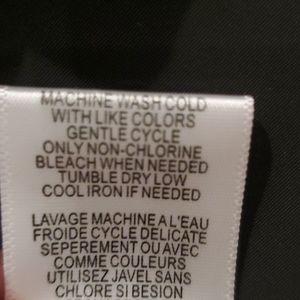 MACHINE WASH COLD
WITH LIKE COLORS
GENTLE CYCLE
ONLY NON-CHLORINE
BLEACH WHEN NEEDED
TUMBLE DRY LOW
COOL IRON IF NEEDED
LAVAGE MACHINE A L'EAU
FROIDE CYCLE DELICATE
SEPEREMENT OU AVEC
COMME COULEURS
UTILISEZ JAVEL SANS
CHLORE SI BESION